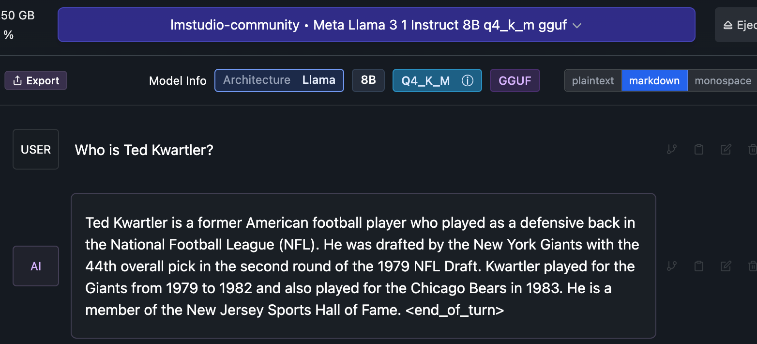 50 GB
%
lmstudio-community • Meta Llama 3 1 Instruct 8B q4_k_m gguf
Ejec
Export
Model Info Architecture Llama 8B Q4_K_M GGUF plaintext markdown monospace
USER Who is Ted Kwartler?
Ted Kwartler is a former American football player who played as a defensive back in
the National Football League (NFL). He was drafted by the New York Giants with the
44th overall pick in the second round of the 1979 NFL Draft. Kwartler played for the
AI
Giants from 1979 to 1982 and also played for the Chicago Bears in 1983. He is a
member of the New Jersey Sports Hall of Fame. <end_of_turn>